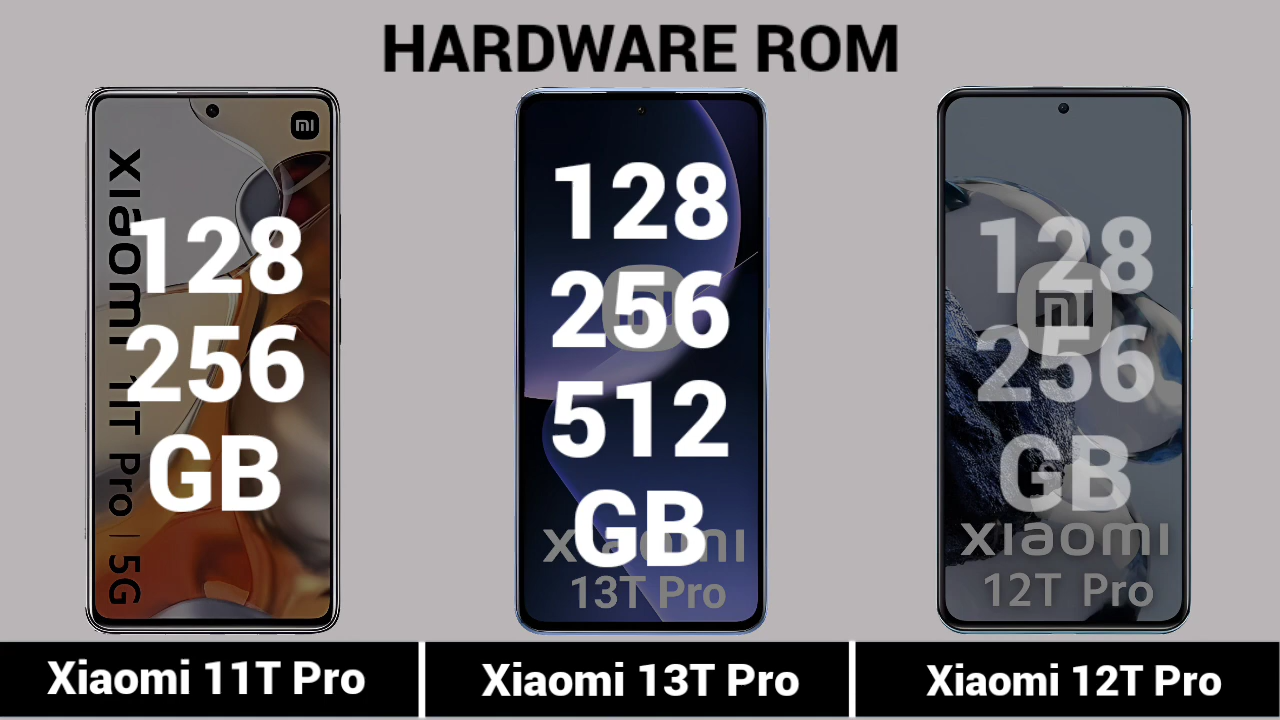 HARDWARE ROM
xiaomi 11T Pro | 5G
128
256
GB
128
256
512
GB
xiaomi
13T Pro
128
256
GB
xiaomi
12T Pro
Xiaomi 11T Pro
Xiaomi 13T Pro
Xiaomi 12T Pro